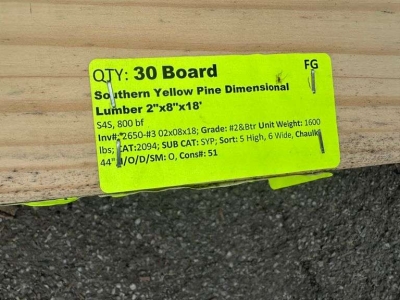 QTY: 30 Board
FG
Southern Yellow Pine Dimensional
Lumber 2"x8"x18'
S4S, 800 bf
Inv#: 2650-#3 02x08x18; Grade: #2&Btr Unit Weight: 1600
lbs; CAT:2094; SUB CAT: SYP; Sort: 5 High, 6 Wide, Chaulk
44" /O/D/SM: O, Cons#: 51